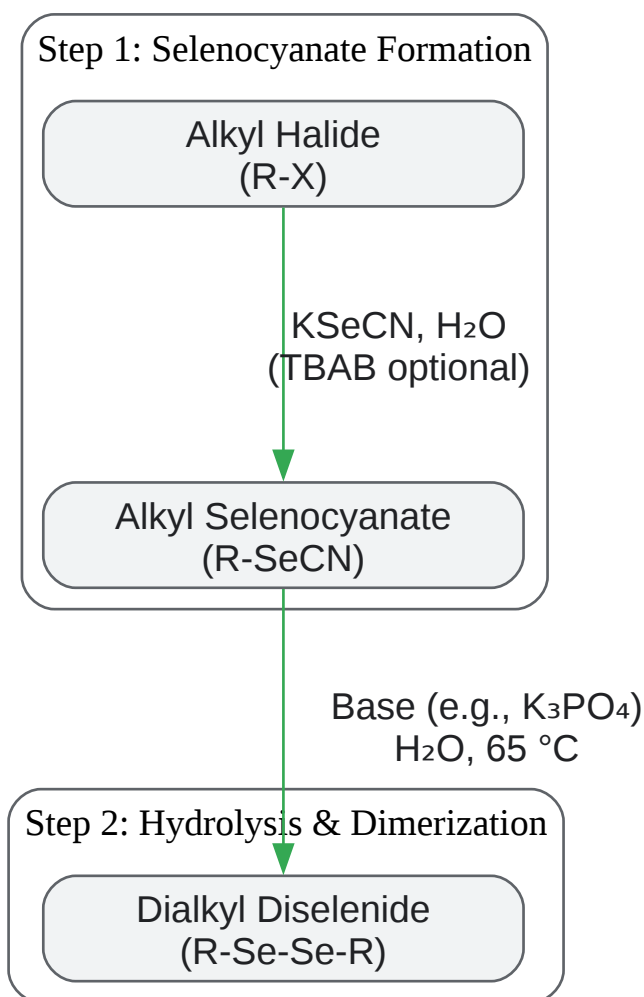 Step 1: Selenocyanate Formation
Alkyl Halide
(R-X)
KSeCN, H₂O
(TBAB optional)
Alkyl Selenocyanate
(R-SeCN)
Base (e.g., K₃PO₄)
H₂O, 65 °C
Step 2: Hydrolysis & Dimerization
Dialkyl Diselenide
(R-Se-Se-R)